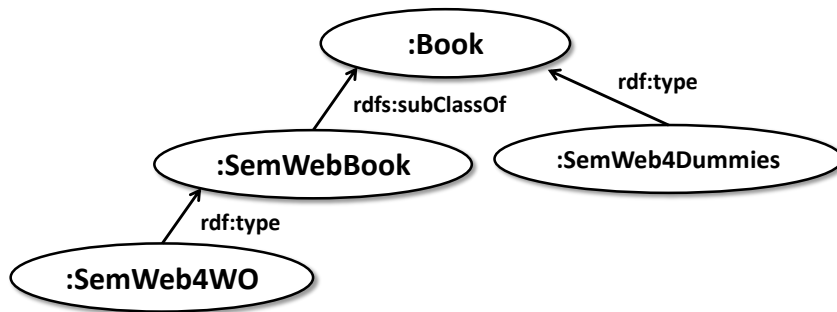 :Book
rdfs:subClassOf
rdf:type
:SemWebBook
:SemWeb4Dummies
rdf:type
:SemWeb4WO